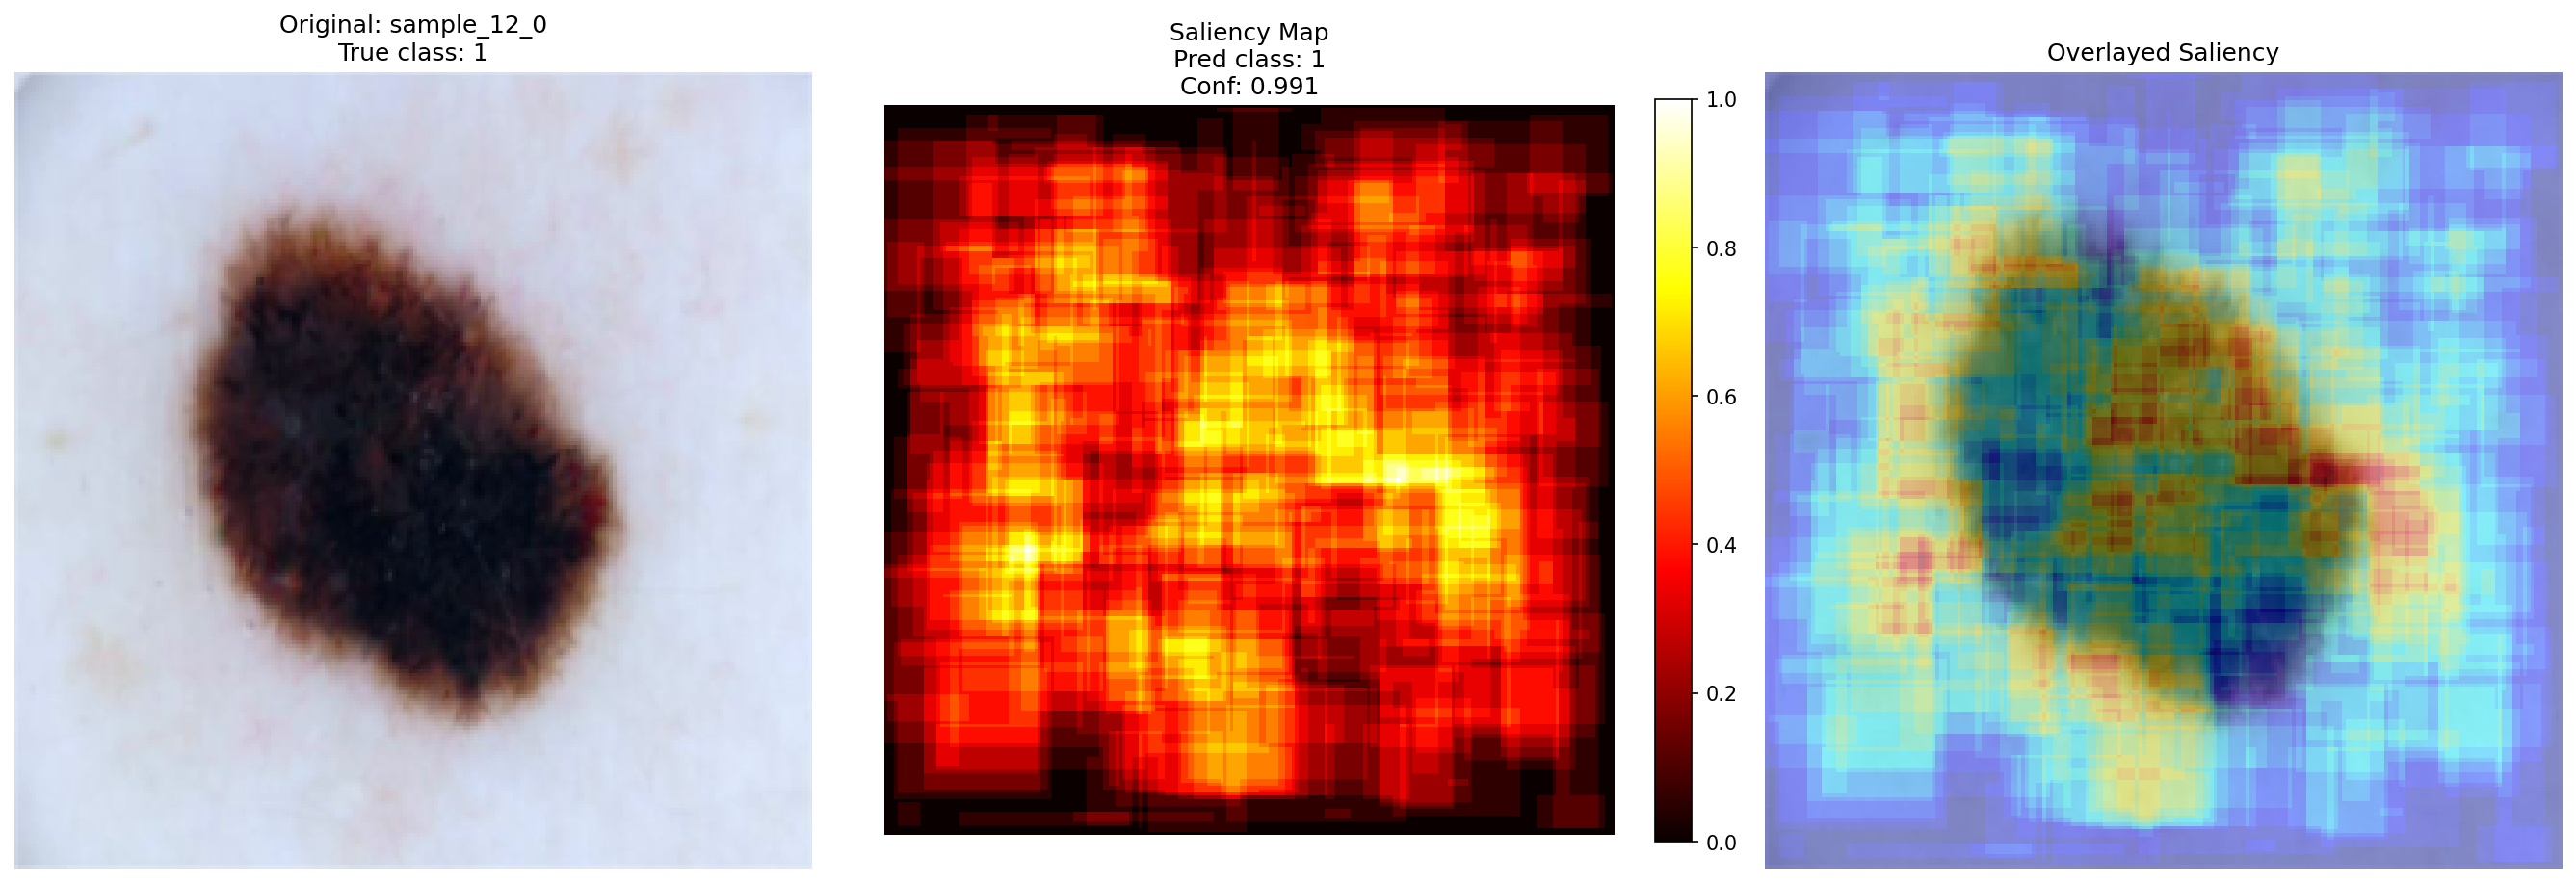 Original: sample_12_0
True class: 1
Saliency Map
Pred class: 1
Conf: 0.991
Overlayed Saliency
1.0
0.8
0.6
0.4
0.2
0.0